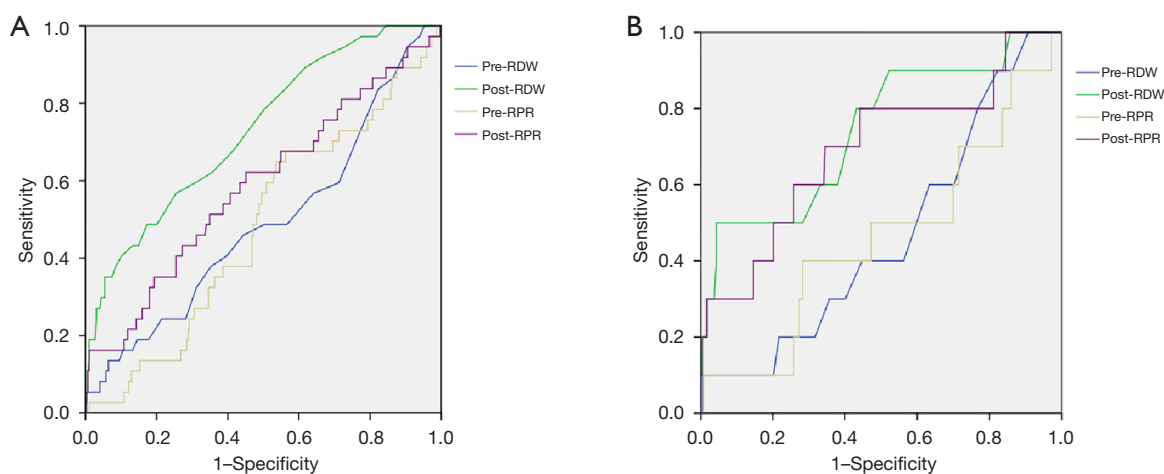 A
1.0
0.8
0.6
0.4
0.2
0.0
Sensitivity
0.0 0.2 0.4 0.6 0.8 1.0
1–Specificity
Pre-RDW
Post-RDW
Pre-RPR
Post-RPR
B
1.0
0.8
0.6
0.4
0.2
0.0
Sensitivity
0.0 0.2 0.4 0.6 0.8 1.0
1–Specificity
Pre-RDW
Post-RDW
Pre-RPR
Post-RPR